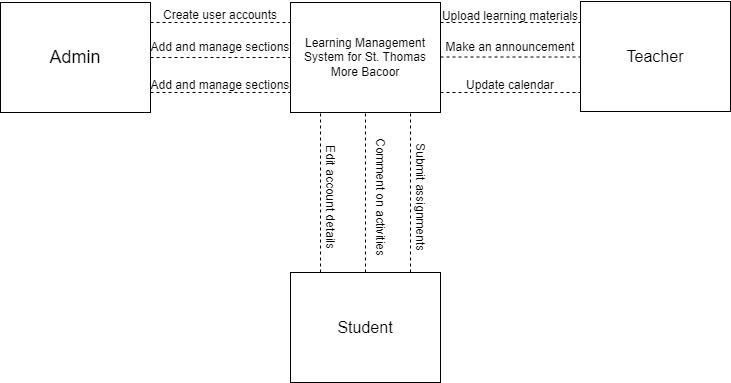 Create user accounts
Upload learning materials
Admin
Add and manage sections
Learning Management
System for St. Thomas
More Bacoor
Make an announcement
Teacher
Add and manage sections
Update calendar
Edit account details
Comment on activities
Submit assignments
Student